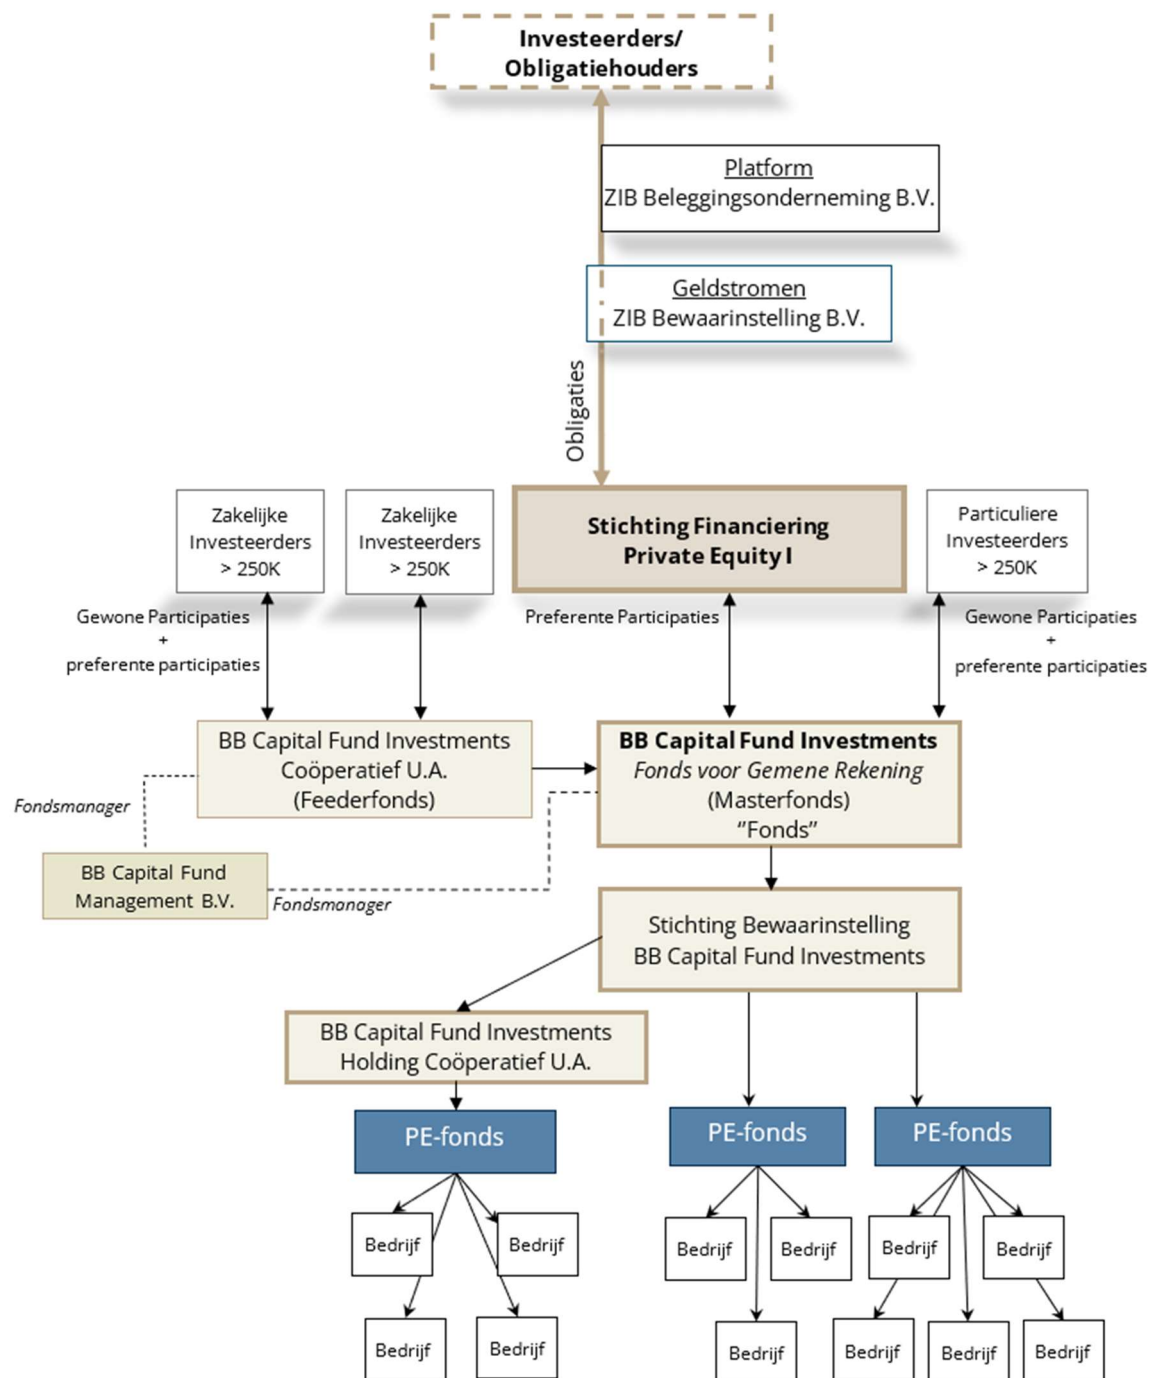 Investeerders/
Obligatiehouders
Platform
ZIB Beleggingsonderneming B.V.
Geldstromen
ZIB Bewaarinstelling B.V.
Obligaties
Zakelijke
Investeerders
> 250K
Zakelijke
Investeerders
> 250K
Stichting Financiering
Private Equity I
Particuliere
Investeerders
> 250K
Gewone Participaties
+
preferente participaties
Preferente Participaties
Gewone Participaties
+
preferente participaties
BB Capital Fund Investments
Coöperatief U.A.
(Feederfonds)
BB Capital Fund Investments
Fonds voor Gemene Rekening
(Masterfonds)
“Fonds”
Fondsmanager
BB Capital Fund
Management B.V.
Fondsmanager
Stichting Bewaarinstelling
BB Capital Fund Investments
BB Capital Fund Investments
Holding Coöperatief U.A.
PE-fonds
PE-fonds
PE-fonds
Bedrijf
Bedrijf
Bedrijf
Bedrijf
Bedrijf
Bedrijf
Bedrijf
Bedrijf
Bedrijf
Bedrijf
Bedrijf
Bedrijf